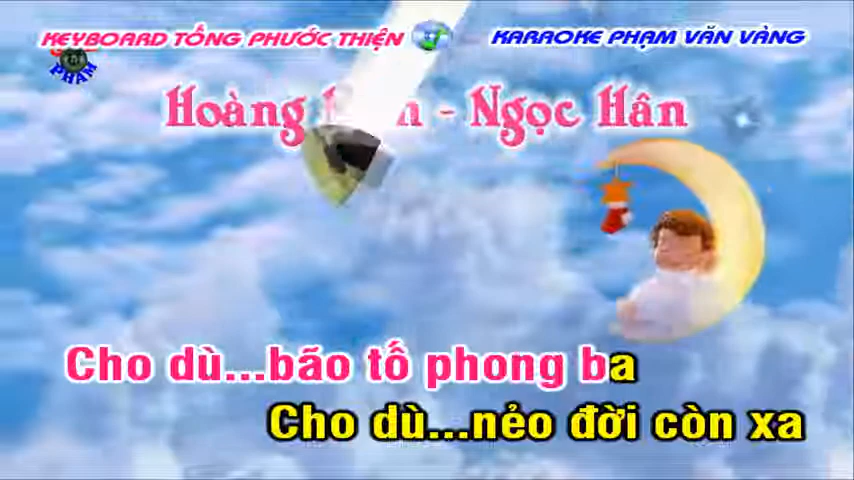 KEYBOARD TỐNG PHƯỚC THIỆN
KARAOKE PHẠM VĂN VÀNG
PHẠM
Hoàng - Ngọc Hân
Cho dù...bão tố phong ba
Cho dù...nẻo đời còn xa